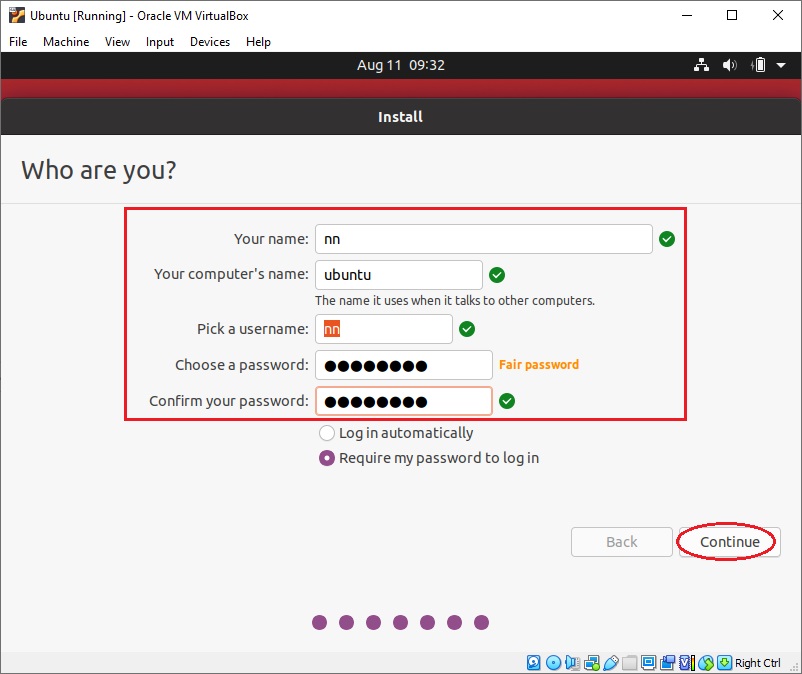 Ubuntu [Running] - Oracle VM VirtualBox
File Machine View Input Devices Help
Aug 11 09:32
Install
Who are you?
Your name: nn
Your computer's name: ubuntu
The name it uses when it talks to other computers.
Pick a username: nn
Choose a password: ●●●●●●●● Fair password
Confirm your password: ●●●●●●●●
Log in automatically
Require my password to log in
Back Continue
Right Ctrl